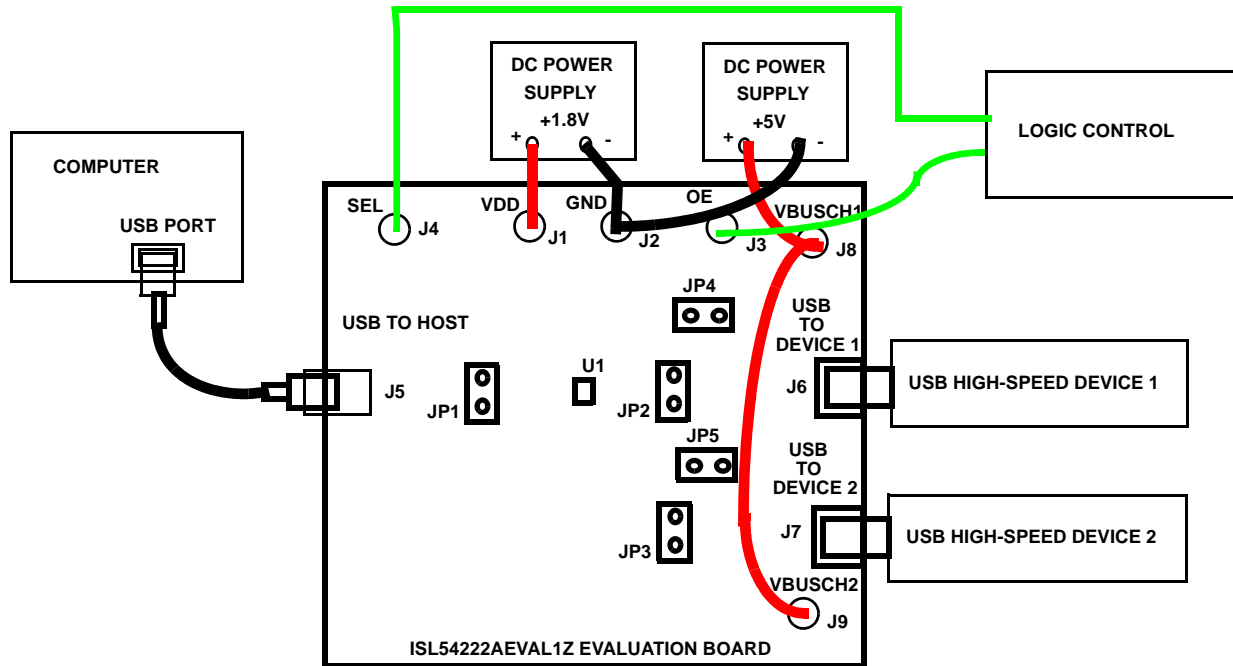 DC POWER
SUPPLY
+1.8V
+ -
DC POWER
SUPPLY
+5V
+ -
LOGIC CONTROL
COMPUTER
USB PORT
SEL
J4
VDD
J1
GND
J2
OE
J3
VBUSCH1
J8
JP4
USB TO HOST
USB
TO
DEVICE 1
J5
JP1
U1
JP2
J6
USB HIGH-SPEED DEVICE 1
JP5
USB
TO
DEVICE 2
JP3
J7
USB HIGH-SPEED DEVICE 2
VBUSCH2
J9
ISL54222AEVAL1Z EVALUATION BOARD